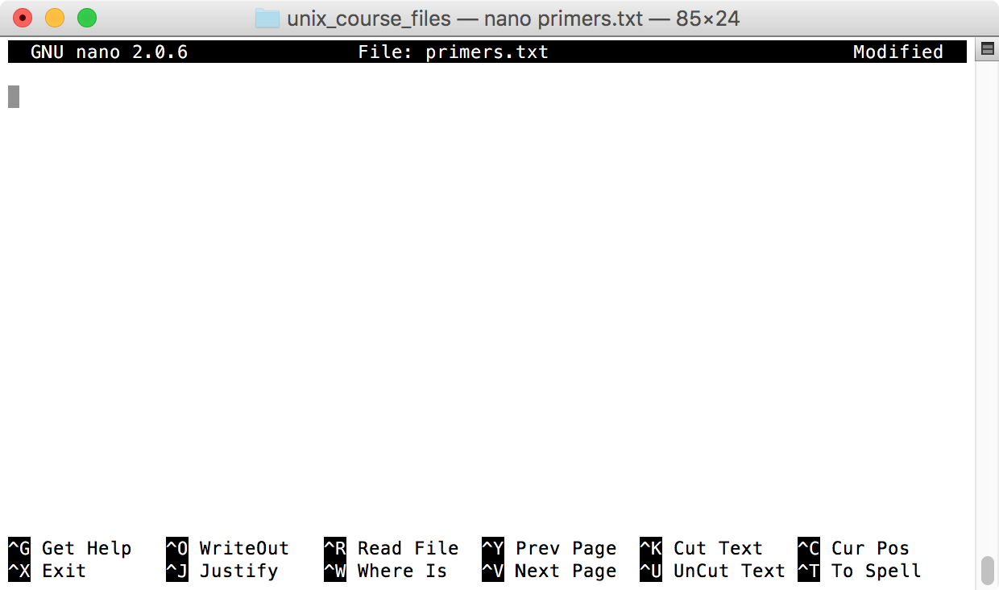 unix_course_files — nano primers.txt — 85×24
GNU nano 2.0.6 File: primers.txt Modified
^G Get Help ^O WriteOut ^R Read File ^Y Prev Page ^K Cut Text ^C Cur Pos
^X Exit ^J Justify ^W Where Is ^V Next Page ^U UnCut Text ^T To Spell